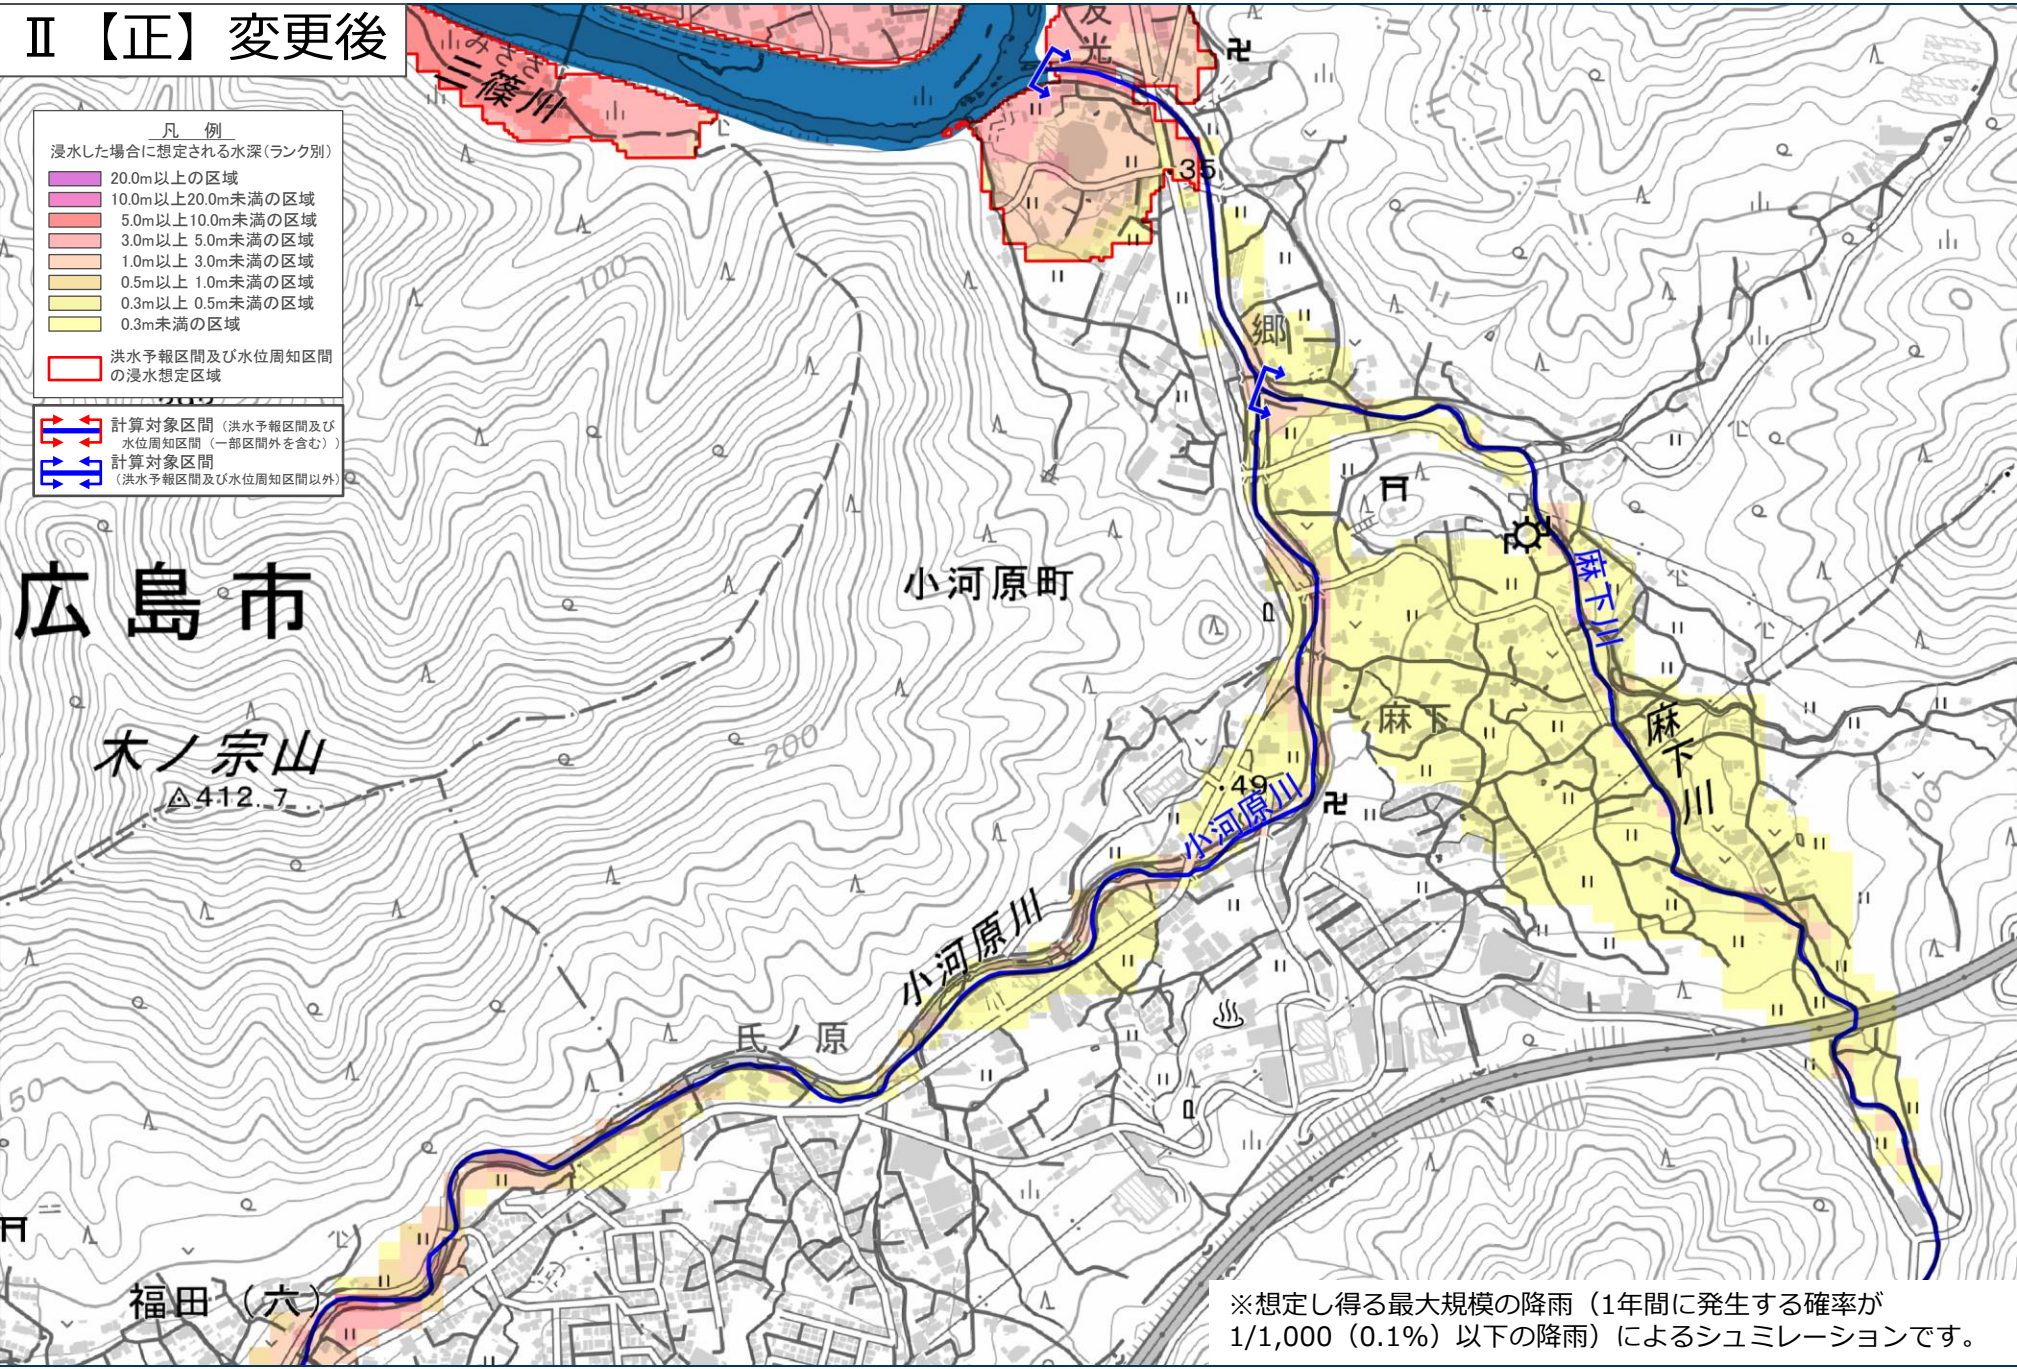 Ⅱ【正】変更後
凡 例
浸水した場合に想定される水深(ランク別)
20.0m以上の区域
10.0m以上20.0m未満の区域
5.0m以上10.0m未満の区域
3.0m以上 5.0m未満の区域
1.0m以上 3.0m未満の区域
0.5m以上 1.0m未満の区域
0.3m以上 0.5m未満の区域
0.3m未満の区域
洪水予報区間及び水位周知区間
の浸水想定区域
計算対象区間（洪水予報区間及び
水位周知区間（一部区間外を含む））
計算対象区間
（洪水予報区間及び水位周知区間以外）
みささ
三篠川
光
35
100
郷
広島市
小河原町
麻下川
麻下
麻下川
木ノ宗山
412.7
200
49
小河原川
小河原川
氏ノ原
50
福田（六）
※想定し得る最大規模の降雨（1年間に発生する確率が
1/1,000（0.1%）以下の降雨）によるシュミレーションです。